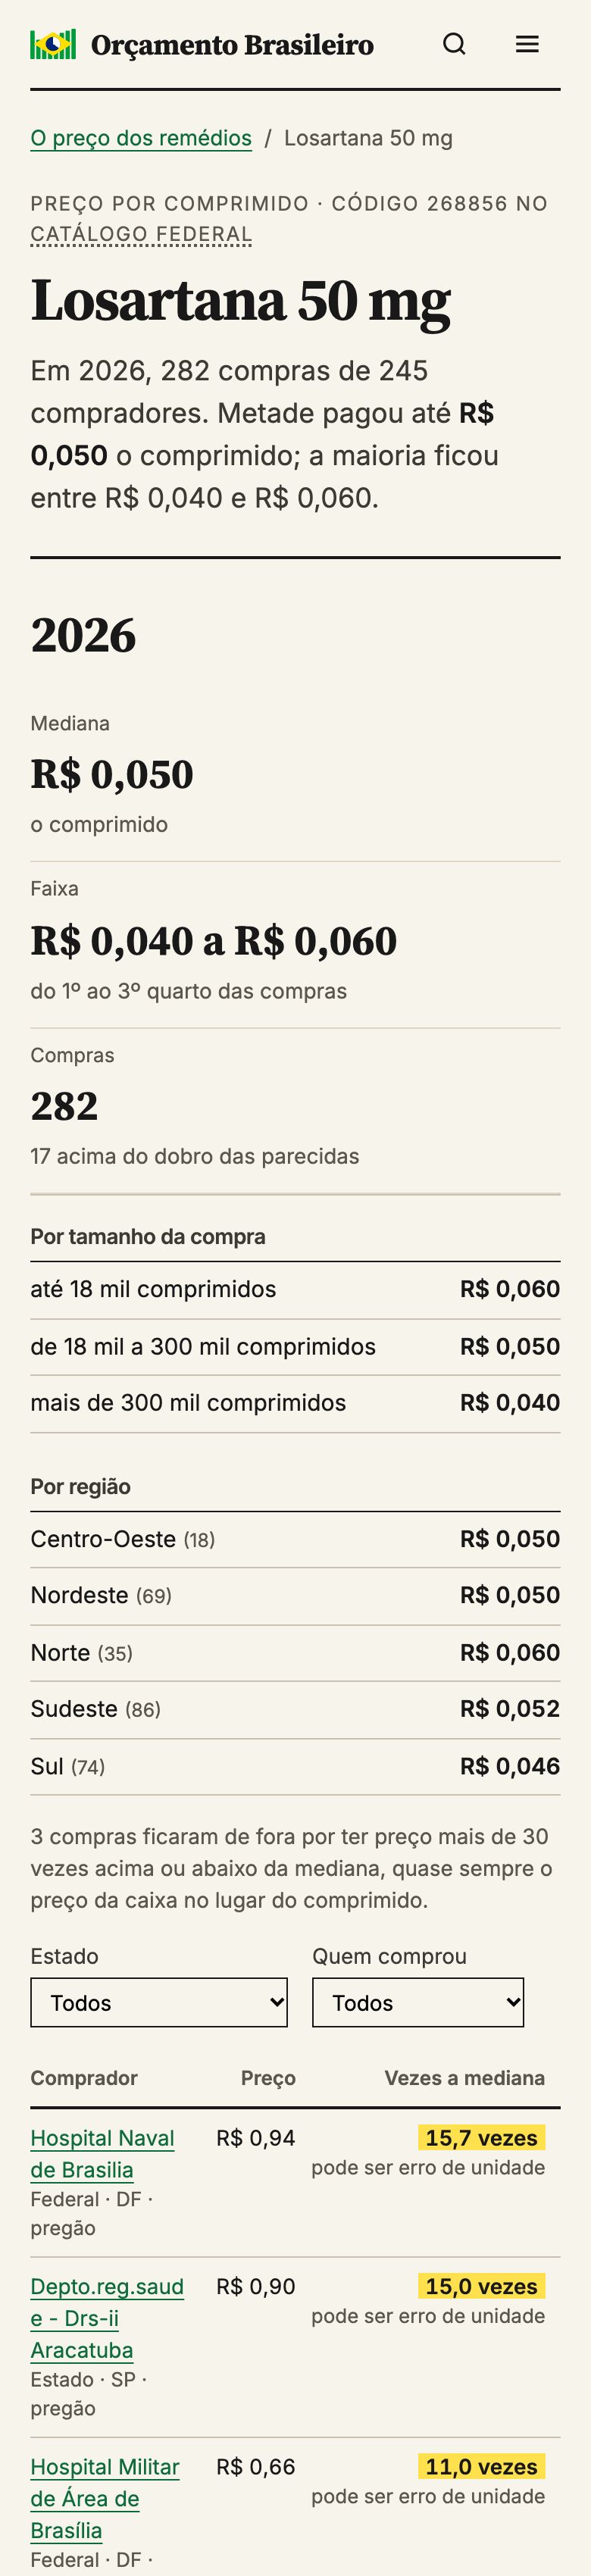 Orçamento Brasileiro
O preço dos remédios / Losartana 50 mg
PREÇO POR COMPRIMIDO · CÓDIGO 268856 NO
CATÁLOGO FEDERAL
Losartana 50 mg
Em 2026, 282 compras de 245
compradores. Metade pagou até R$
0,050 o comprimido; a maioria ficou
entre R$ 0,040 e R$ 0,060.
2026
Mediana
R$ 0,050
o comprimido
Faixa
R$ 0,040 a R$ 0,060
do 1º ao 3º quarto das compras
Compras
282
17 acima do dobro das parecidas
Por tamanho da compra
até 18 mil comprimidos R$ 0,060
de 18 mil a 300 mil comprimidos R$ 0,050
mais de 300 mil comprimidos R$ 0,040
Por região
Centro-Oeste (18) R$ 0,050
Nordeste (69) R$ 0,050
Norte (35) R$ 0,060
Sudeste (86) R$ 0,052
Sul (74) R$ 0,046
3 compras ficaram de fora por ter preço mais de 30
vezes acima ou abaixo da mediana, quase sempre o
preço da caixa no lugar do comprimido.
Estado Quem comprou
Todos Todos
Comprador Preço Vezes a mediana
Hospital Naval R$ 0,94 15,7 vezes
de Brasilia pode ser erro de unidade
Federal · DF ·
pregão
Depto.reg.saud R$ 0,90 15,0 vezes
e - Drs-ii pode ser erro de unidade
Aracatuba
Estado · SP ·
pregão
Hospital Militar R$ 0,66 11,0 vezes
de Área de pode ser erro de unidade
Brasília
Federal · DF ·